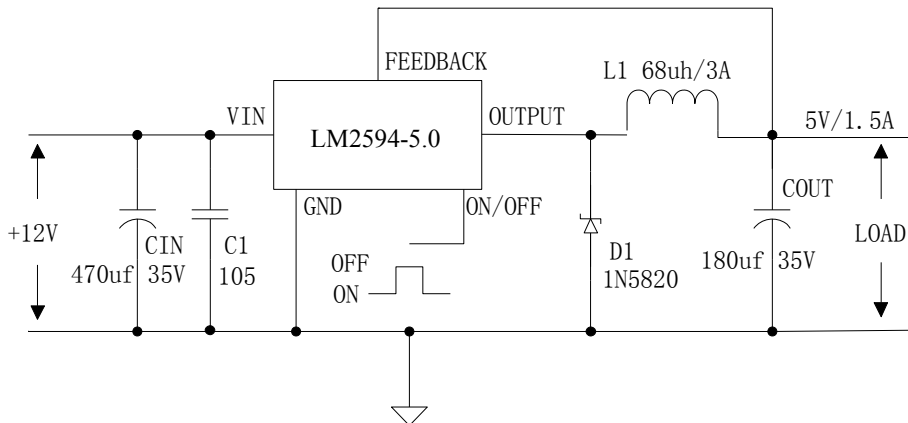 FEEDBACK
L1 68uh/3A
VIN
OUTPUT
5V/1.5A
LM2594-5.0
GND
ON/OFF
COUT
+12V
CIN
C1
OFF
D1
LOAD
470uf 35V
105
ON
1N5820
180uf 35V